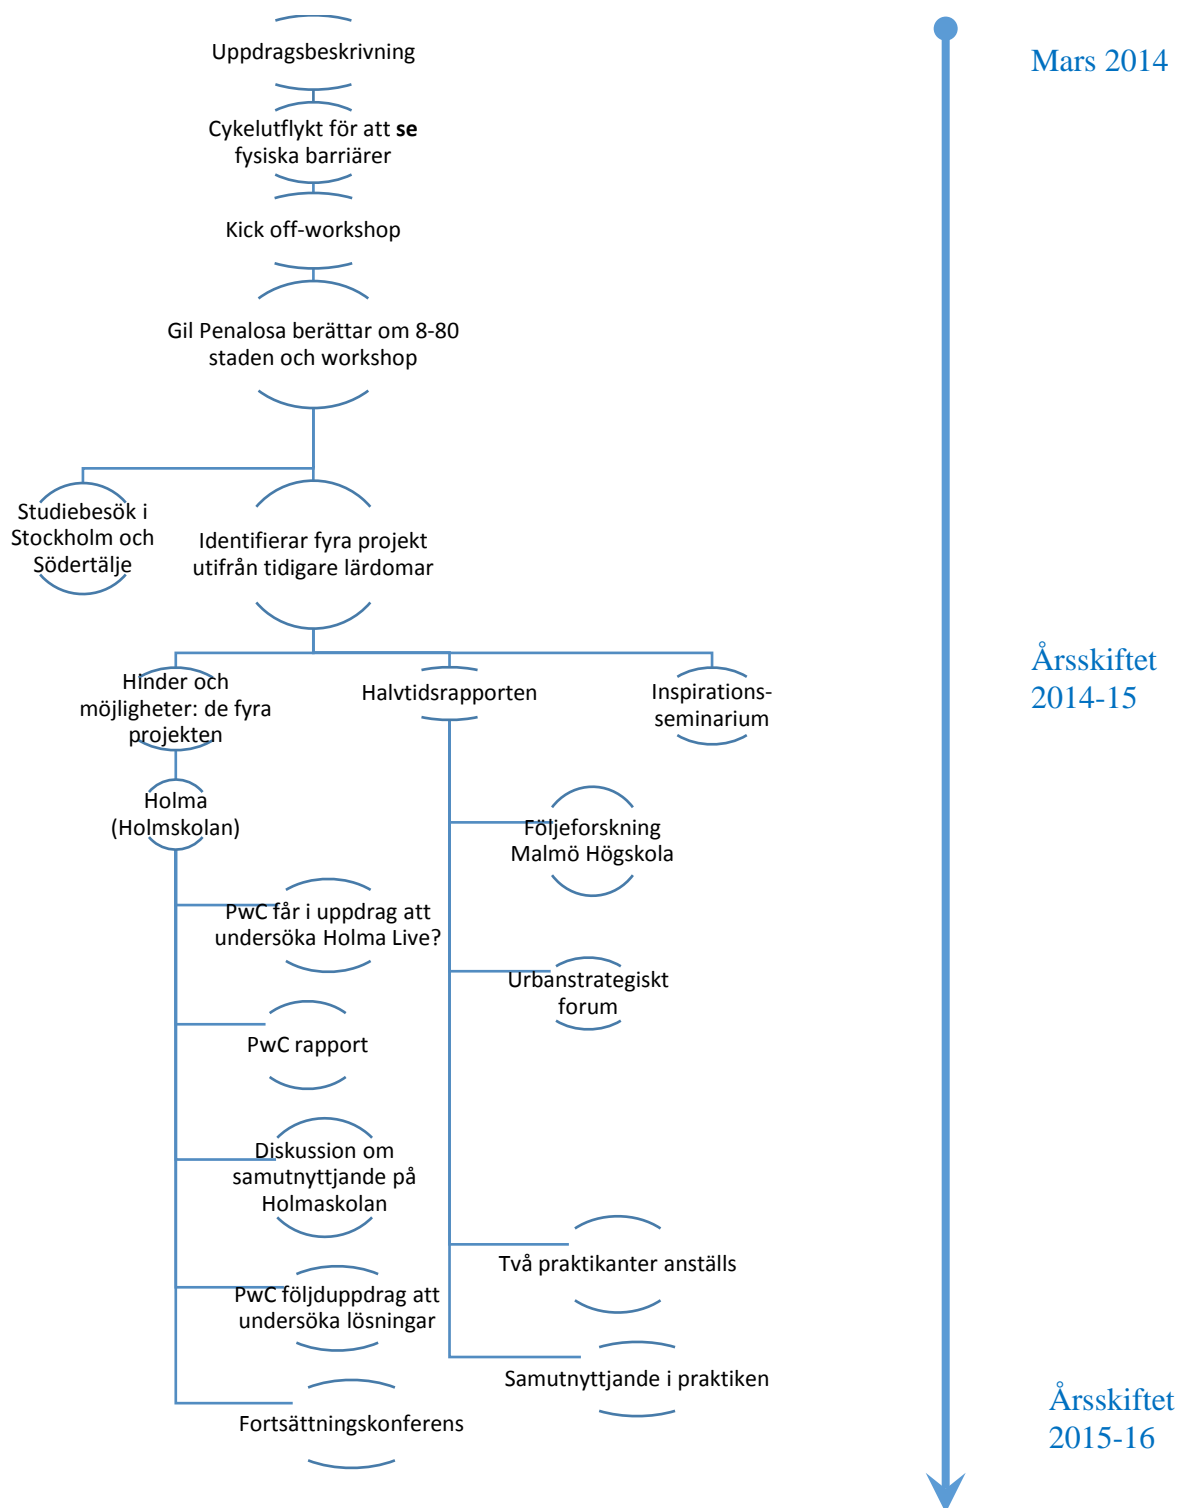 Uppdragsbeskrivning
Mars 2014
Cykelutflykt för att se
fysiska barriärer
Kick off-workshop
Gil Penalosa berättar om 8-80
staden och workshop
Studiebesök i
Stockholm och
Södertälje
Identifierar fyra projekt
utifrån tidigare lärdomar
Årsskiftet
2014-15
Hinder och
möjligheter: de fyra
projekten
Halvtidsrapporten
Inspirations-
seminarium
Holma
(Holmskolan)
Följeforskning
Malmö Högskola
PwC får i uppdrag att
undersöka Holma Live?
Urbanstrategiskt
forum
PwC rapport
Diskussion om
samutnyttjande på
Holmaskolan
Två praktikanter anställs
PwC följduppdrag att
undersöka lösningar
Samutnyttjande i praktiken
Fortsättningskonferens
Årsskiftet
2015-16